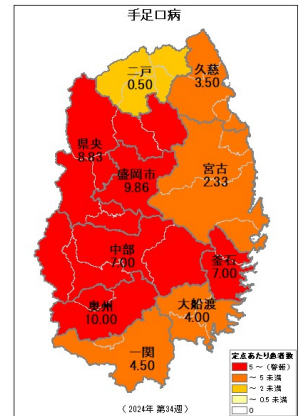 手足口病
二戸
0.50
久慈
3.50
県央
8.83
盛岡市
9.86
宮古
2.33
中部
7.00
釜石
7.00
奥州
10.00
大船渡
4.00
一関
4.50
定点あたり患者数
5～(警報)
～5未満
～2未満
～0.5未満
0
(2024年 第34週)